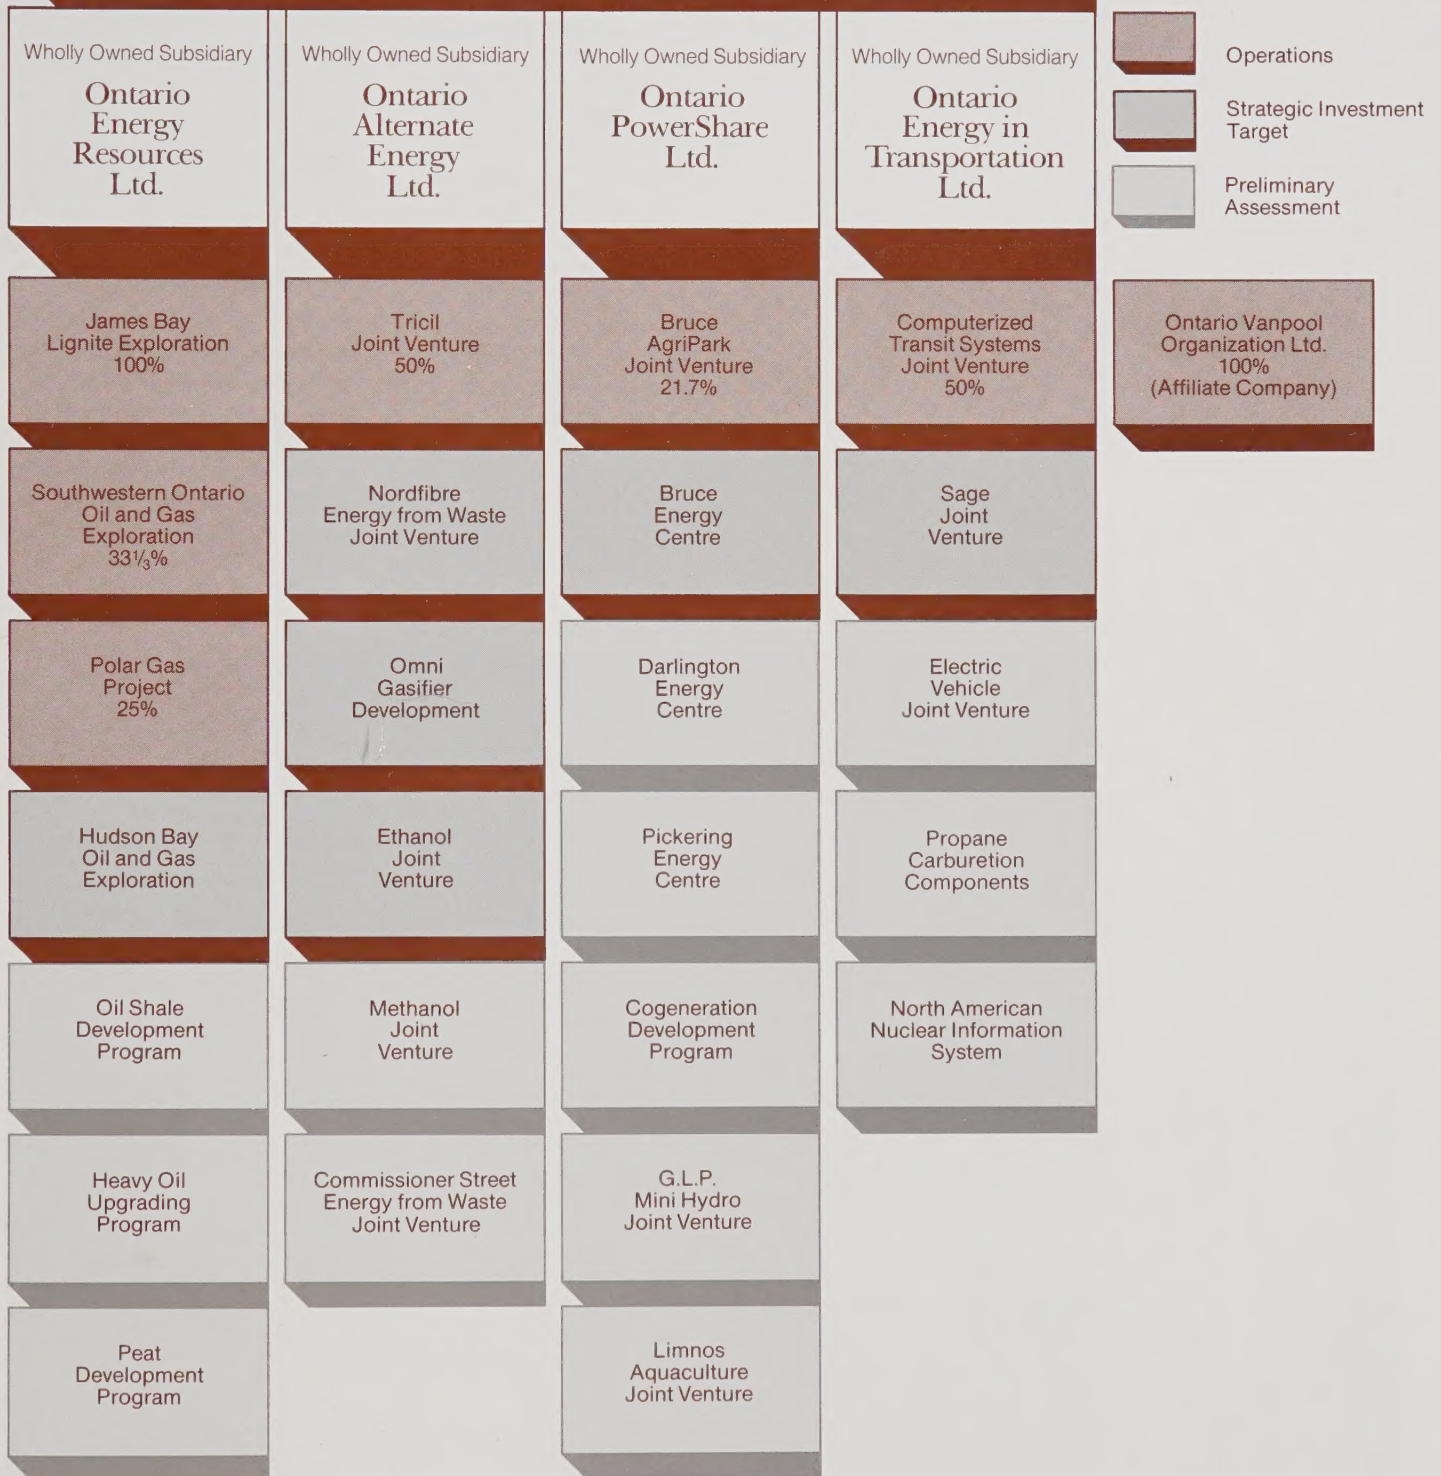 Wholly Owned Subsidiary
Ontario
Energy
Resources
Ltd.
James Bay
Lignite Exploration
100%
Southwestern Ontario
Oil and Gas
Exploration
33⅓%
Polar Gas
Project
25%
Hudson Bay
Oil and Gas
Exploration
Oil Shale
Development
Program
Heavy Oil
Upgrading
Program
Peat
Development
Program
Wholly Owned Subsidiary
Ontario
Alternate
Energy
Ltd.
Tricil
Joint Venture
50%
Nordfibre
Energy from Waste
Joint Venture
Omni
Gasifier
Development
Ethanol
Joint
Venture
Methanol
Joint
Venture
Commissioner Street
Energy from Waste
Joint Venture
Wholly Owned Subsidiary
Ontario
PowerShare
Ltd.
Bruce
AgriPark
Joint Venture
21.7%
Bruce
Energy
Centre
Darlington
Energy
Centre
Pickering
Energy
Centre
Cogeneration
Development
Program
G.L.P.
Mini Hydro
Joint Venture
Limnos
Aquaculture
Joint Venture
Wholly Owned Subsidiary
Ontario
Energy in
Transportation
Ltd.
Computerized
Transit Systems
Joint Venture
50%
Sage
Joint
Venture
Electric
Vehicle
Joint Venture
Propane
Carburetion
Components
North American
Nuclear Information
System
Operations
Strategic Investment
Target
Preliminary
Assessment
Ontario Vanpool
Organization Ltd.
100%
(Affiliate Company)